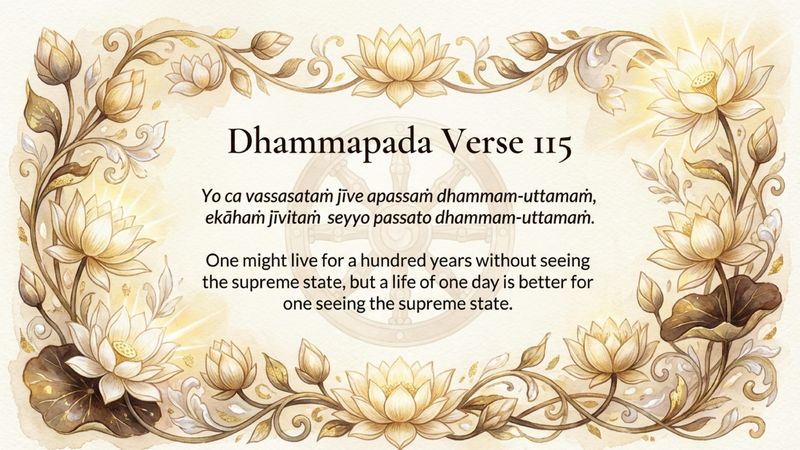 Dhammapada Verse 115
Yo ca vassasataṁ jīve apassaṁ dhammam-uttamaṁ,
ekāhaṁ jīvitaṁ seyyo passato dhammam-uttamaṁ.
One might live for a hundred years without seeing
the supreme state, but a life of one day is better for
one seeing the supreme state.